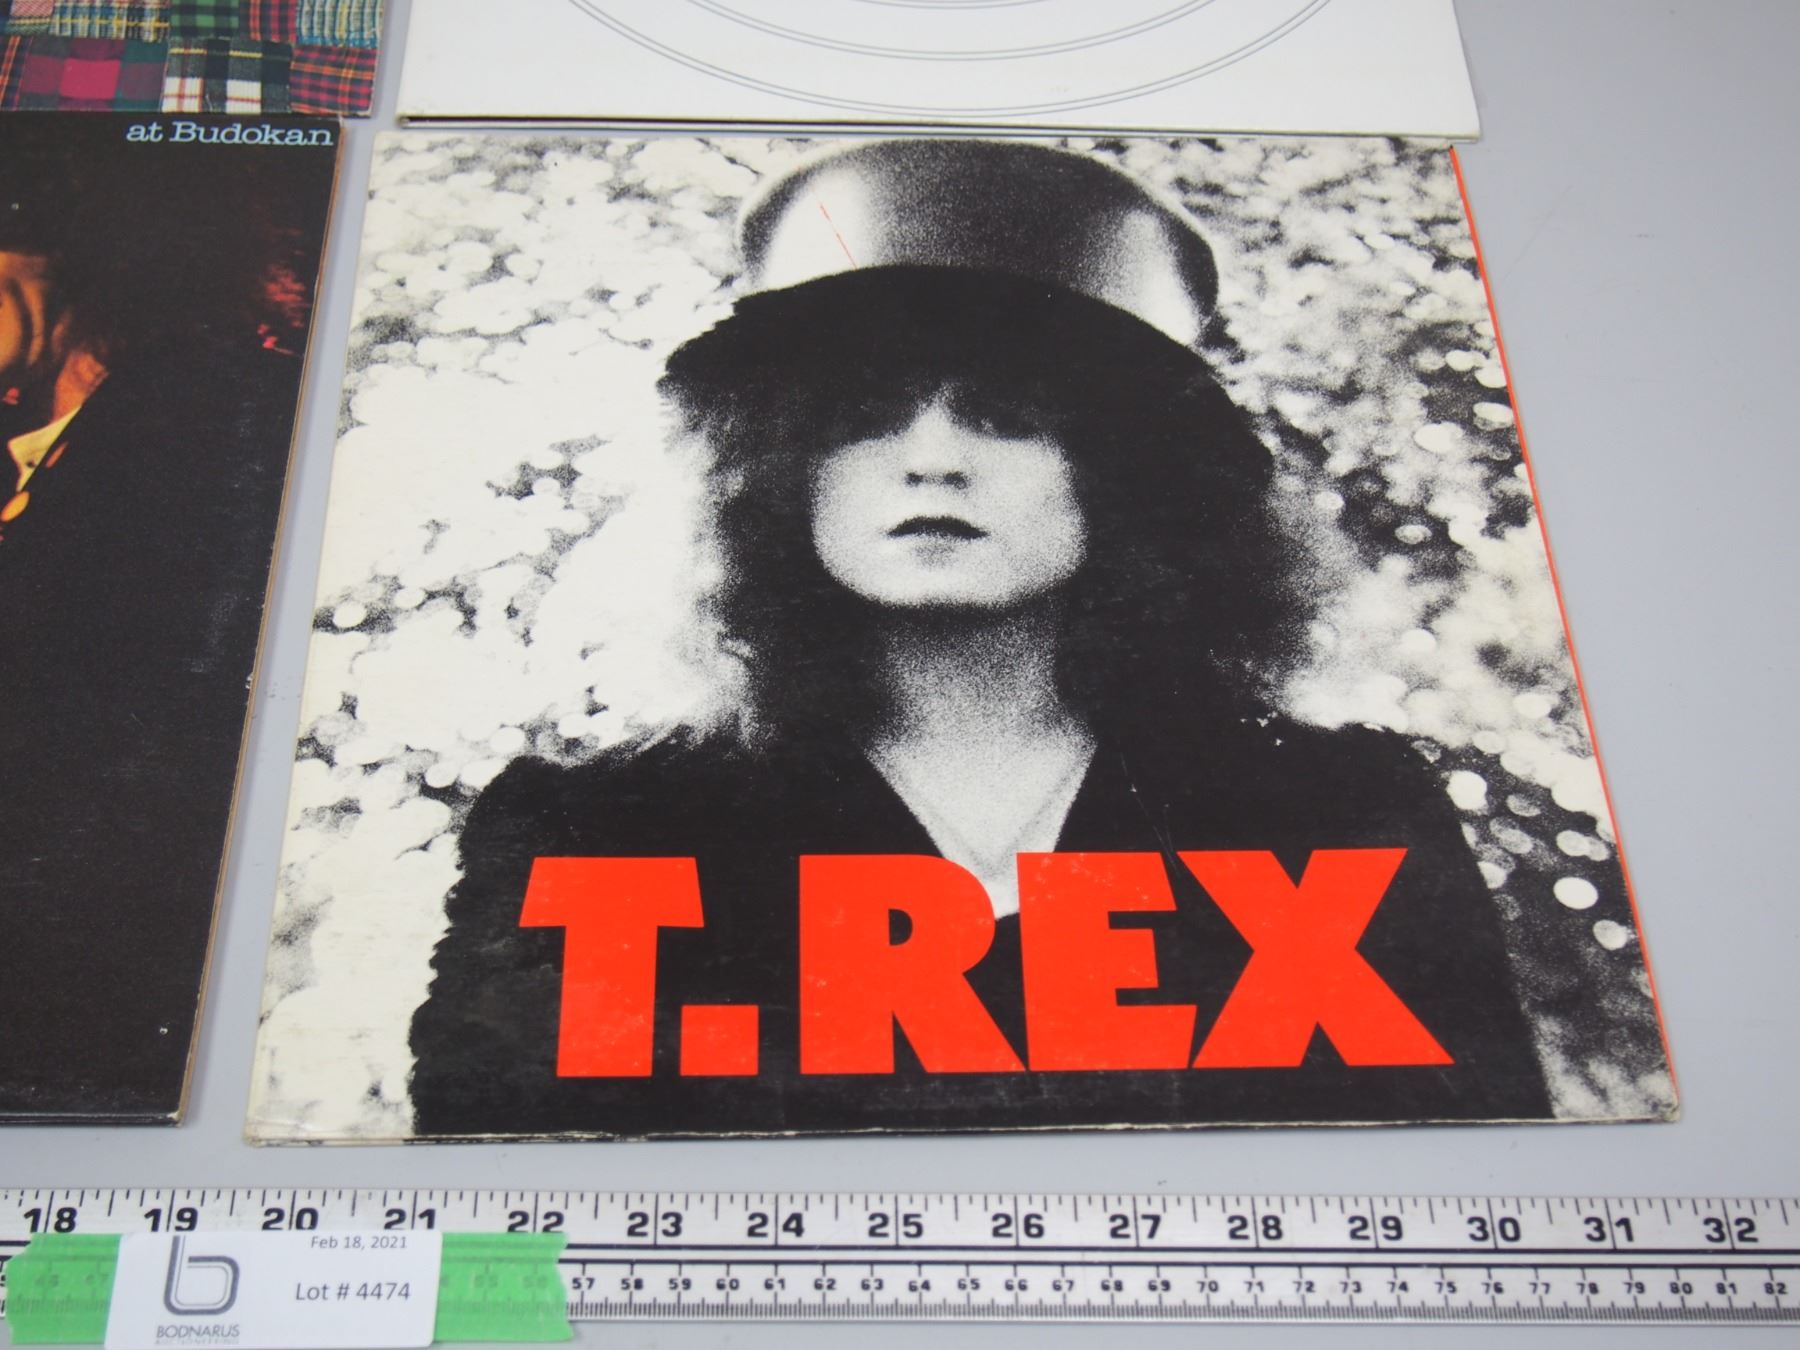 at Budokan
T.REX
18 19 20 21 22 23 24 25 26 27 28 29 30 31 32
57 58 59 60 61 62 63 64 65 66 67 68 69 70 71 72 73 74 75 76 77 78 79 80 81 82
Feb 18, 2021
Lot # 4474
BODNARUS
AUCTIONEERING